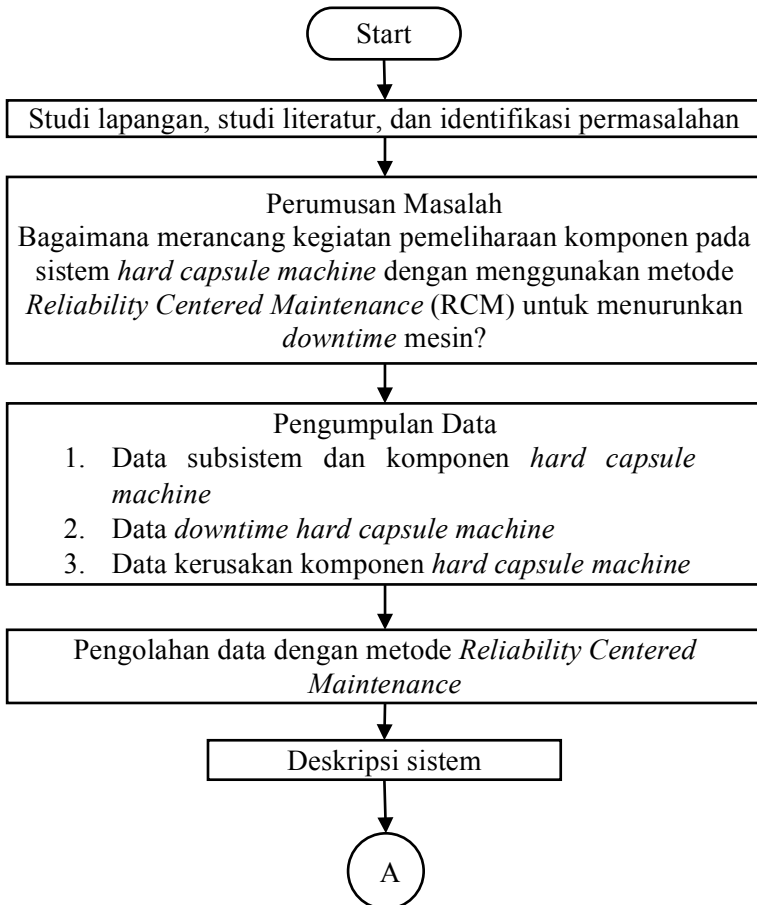 Start
Studi lapangan, studi literatur, dan identifikasi permasalahan
Perumusan Masalah
Bagaimana merancang kegiatan pemeliharaan komponen pada
sistem hard capsule machine dengan menggunakan metode
Reliability Centered Maintenance (RCM) untuk menurunkan
downtime mesin?
Pengumpulan Data
1. Data subsistem dan komponen hard capsule
machine
2. Data downtime hard capsule machine
3. Data kerusakan komponen hard capsule machine
Pengolahan data dengan metode Reliability Centered
Maintenance
Deskripsi sistem
A